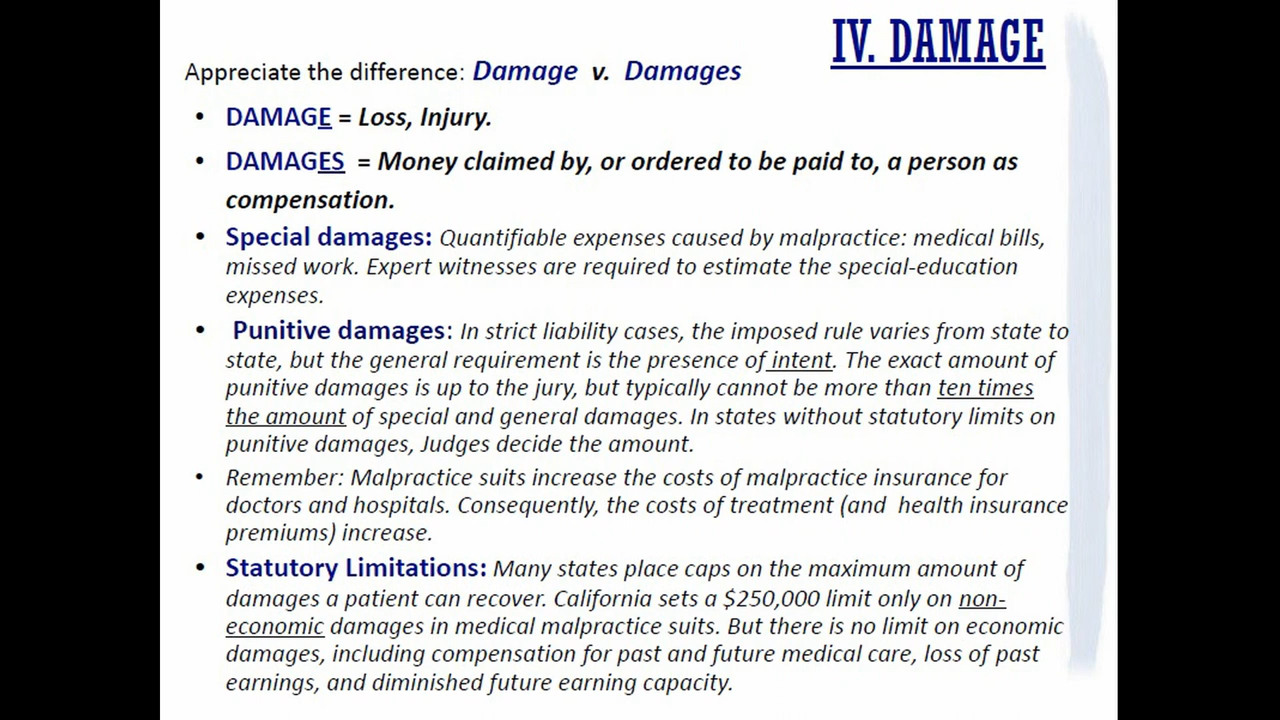 IV. DAMAGE
Appreciate the difference: Damage v. Damages
• DAMAGE = Loss, Injury.
• DAMAGES = Money claimed by, or ordered to be paid to, a person as
compensation.
• Special damages: Quantifiable expenses caused by malpractice: medical bills,
missed work. Expert witnesses are required to estimate the special-education
expenses.
• Punitive damages: In strict liability cases, the imposed rule varies from state to
state, but the general requirement is the presence of intent. The exact amount of
punitive damages is up to the jury, but typically cannot be more than ten times
the amount of special and general damages. In states without statutory limits on
punitive damages, Judges decide the amount.
• Remember: Malpractice suits increase the costs of malpractice insurance for
doctors and hospitals. Consequently, the costs of treatment (and health insurance
premiums) increase.
• Statutory Limitations: Many states place caps on the maximum amount of
damages a patient can recover. California sets a $250,000 limit only on non-
economic damages in medical malpractice suits. But there is no limit on economic
damages, including compensation for past and future medical care, loss of past
earnings, and diminished future earning capacity.